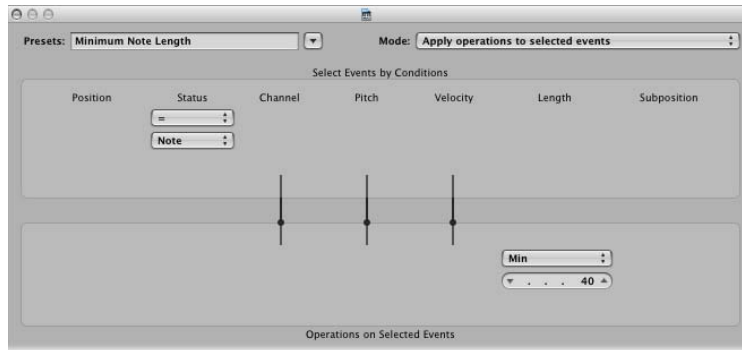 Presets: Minimum Note Length Mode: Apply operations to selected events
Select Events by Conditions
Position Status Channel Pitch Velocity Length Subposition
=
Note
Min
. . . 40
Operations on Selected Events